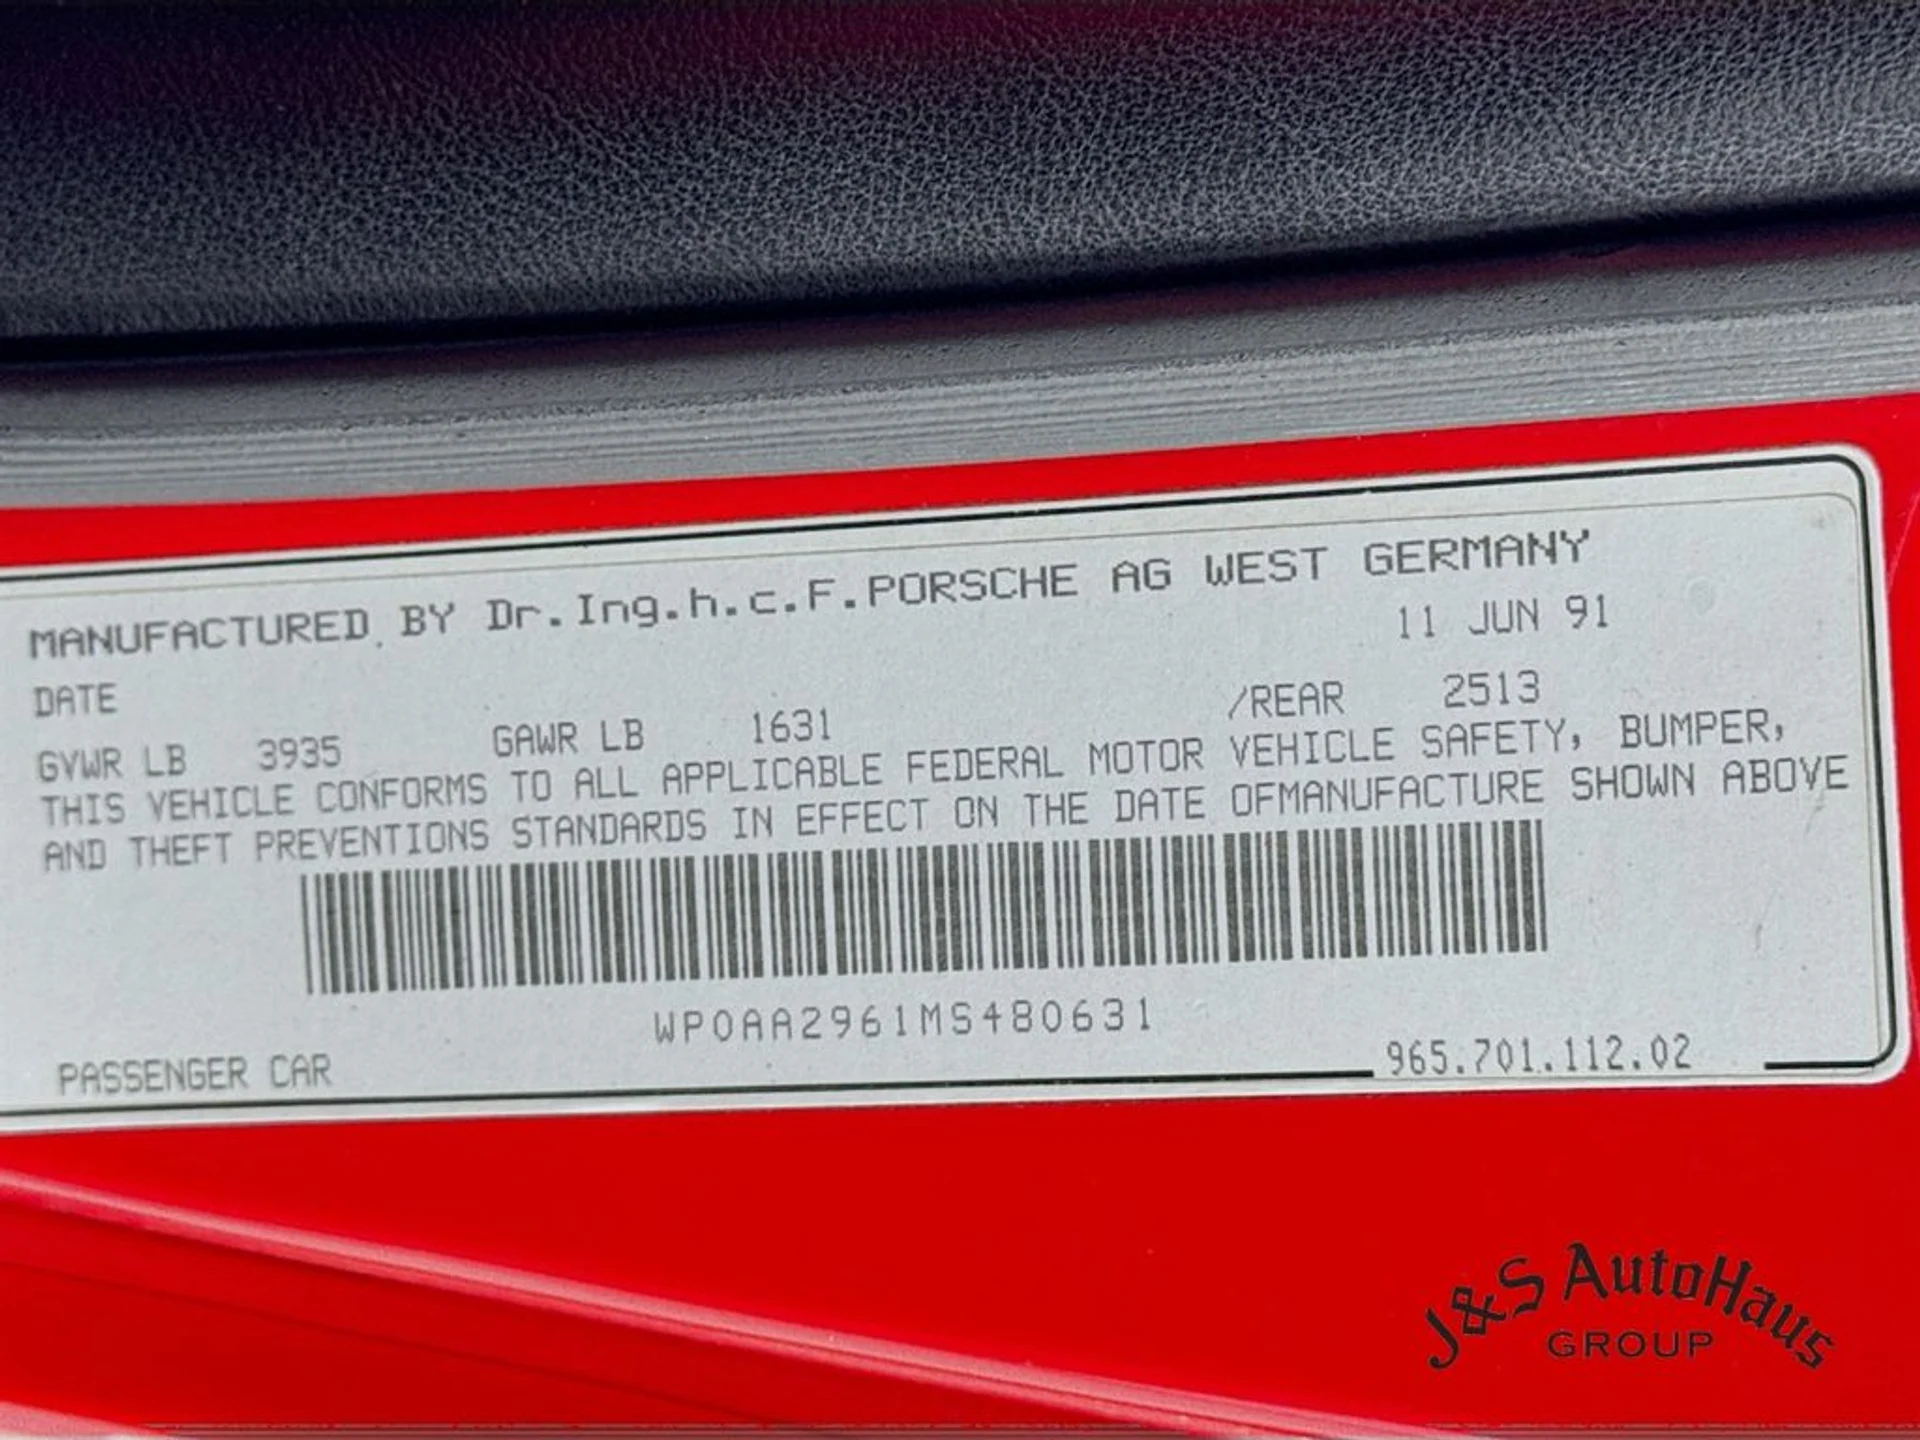 MANUFACTURED BY Dr.Ing.h.c.F.PORSCHE AG WEST GERMANY
DATE 11 JUN 91
GVWR LB 3935 GAWR LB 1631 /REAR 2513
THIS VEHICLE CONFORMS TO ALL APPLICABLE FEDERAL MOTOR VEHICLE SAFETY, BUMPER,
AND THEFT PREVENTIONS STANDARDS IN EFFECT ON THE DATE OFMANUFACTURE SHOWN ABOVE
WP0AA2961MS480631
PASSENGER CAR 965.701.112.02
J&S AutoHaus
GROUP